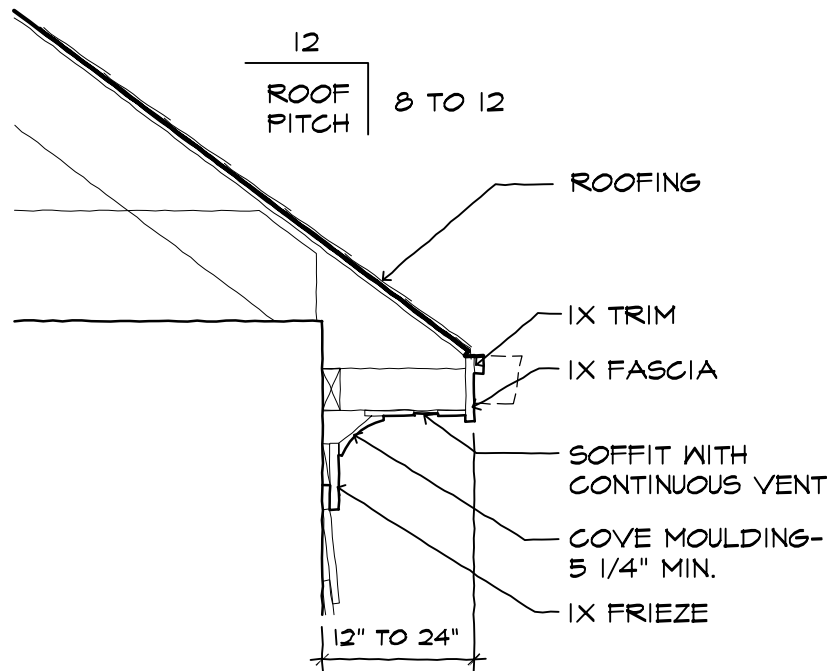 12
ROOF
PITCH
8 TO 12
ROOFING
1X TRIM
1X FASCIA
SOFFIT WITH
CONTINUOUS VENT
COVE MOULDING-
5 1/4" MIN.
1X FRIEZE
12" TO 24"